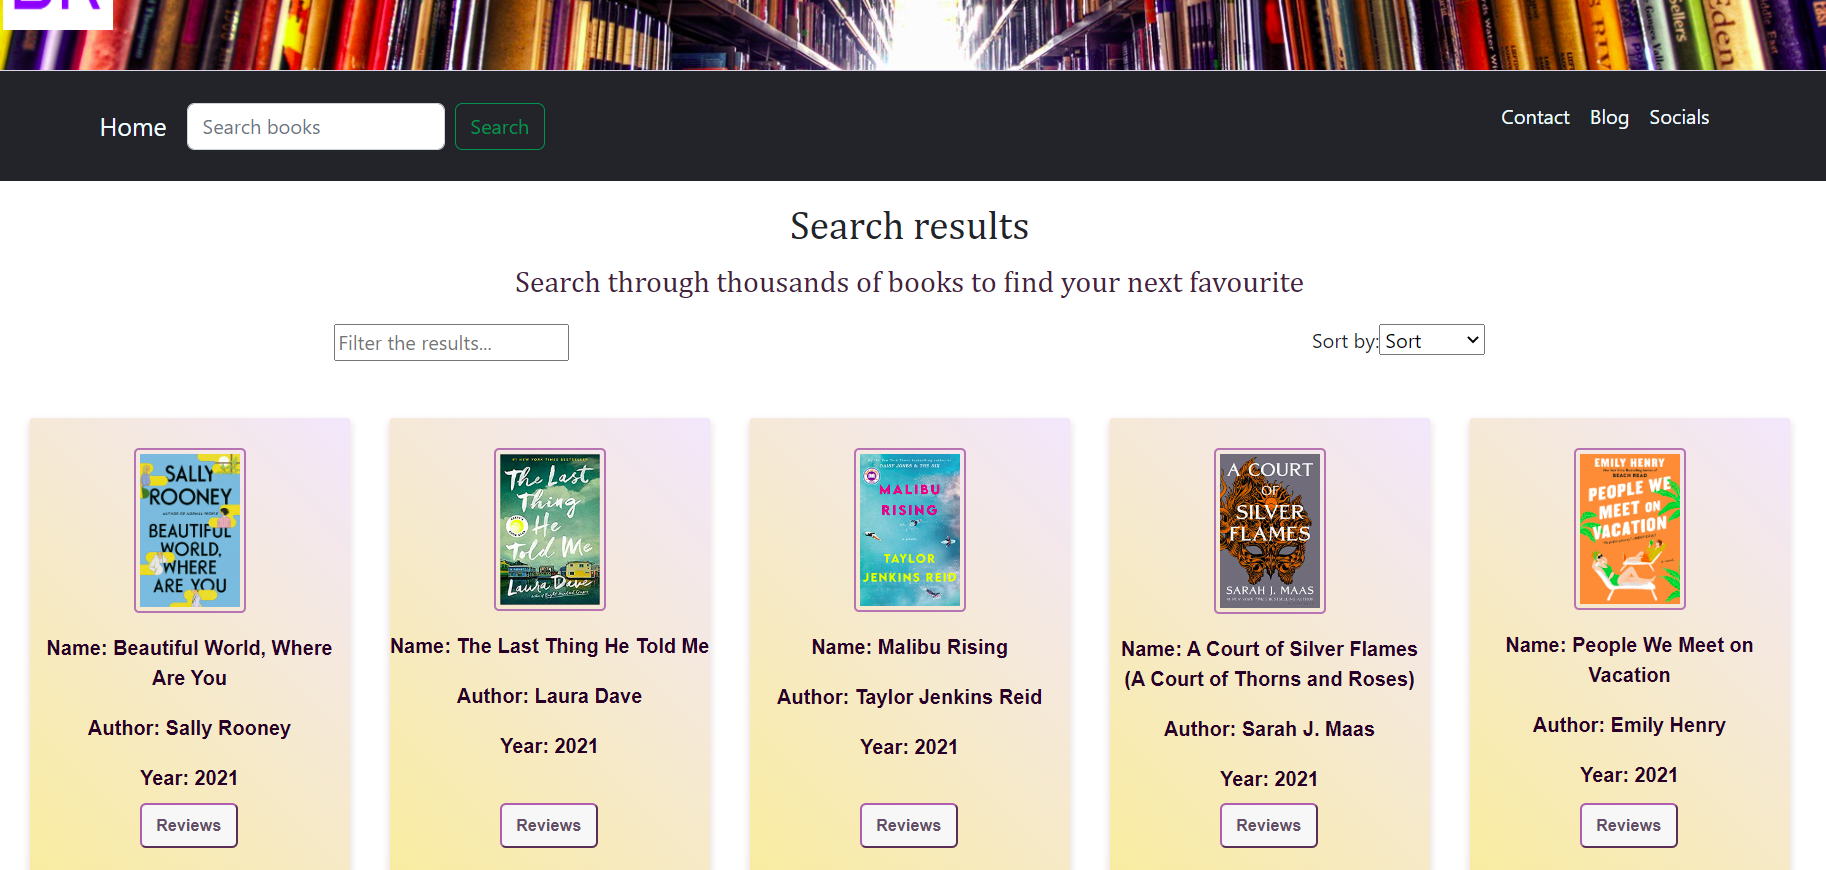 BR
Eden
Home
Search books
Search
Contact Blog Socials
Search results
Search through thousands of books to find your next favourite
Filter the results...
Sort by: Sort
SALLY
ROONEY
BEAUTIFUL
WORLD,
WHERE
ARE YOU
Name: Beautiful World, Where
Are You
Author: Sally Rooney
Year: 2021
Reviews
The Last
Thing
He
Told Me
Laura Dave
Name: The Last Thing He Told Me
Author: Laura Dave
Year: 2021
Reviews
MALIBU
RISING
TAYLOR
JENKINS REID
Name: Malibu Rising
Author: Taylor Jenkins Reid
Year: 2021
Reviews
A COURT
OF
SILVER
FLAMES
SARAH J. MAAS
Name: A Court of Silver Flames
(A Court of Thorns and Roses)
Author: Sarah J. Maas
Year: 2021
Reviews
EMILY HENRY
BEACH READ
PEOPLE WE
MEET ON
VACATION
Name: People We Meet on
Vacation
Author: Emily Henry
Year: 2021
Reviews